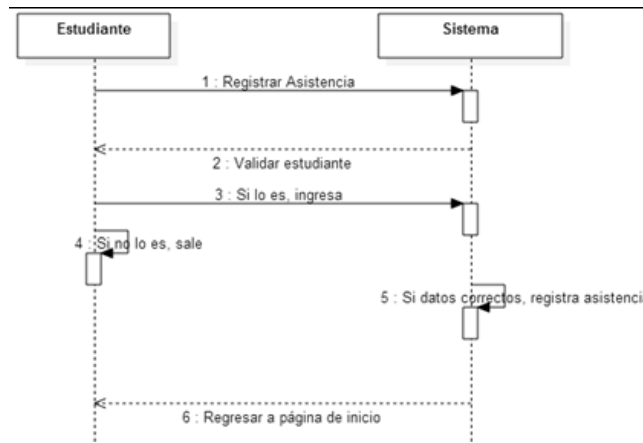 Estudiante
Sistema
1 : Registrar Asistencia
2 : Validar estudiante
3 : Si lo es, ingresa
4 : Si no lo es, sale
5 : Si datos correctos, registra asistenci
6 : Regresar a página de inicio